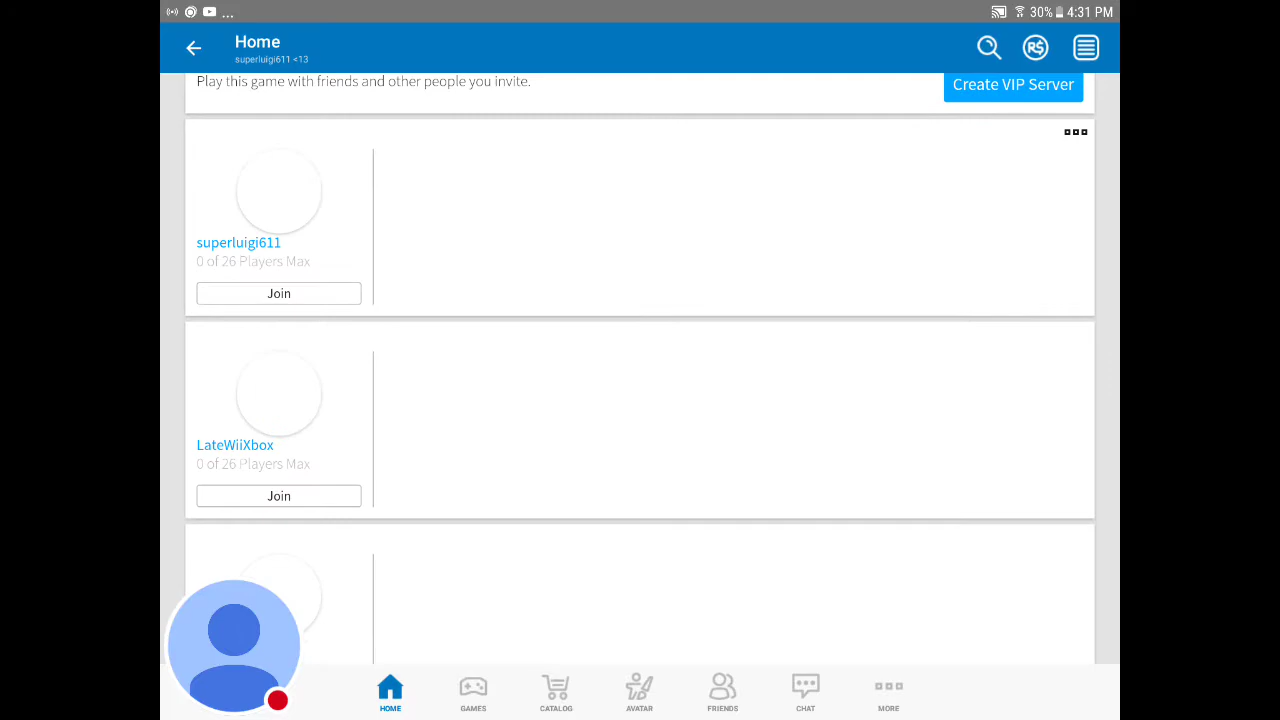 ... 30% 4:31 PM
Home
superluigi611 <13
R$
Play this game with friends and other people you invite.
Create VIP Server
superluigi611
0 of 26 Players Max
Join
LateWiiXbox
0 of 26 Players Max
Join
HOME GAMES CATALOG AVATAR FRIENDS CHAT MORE